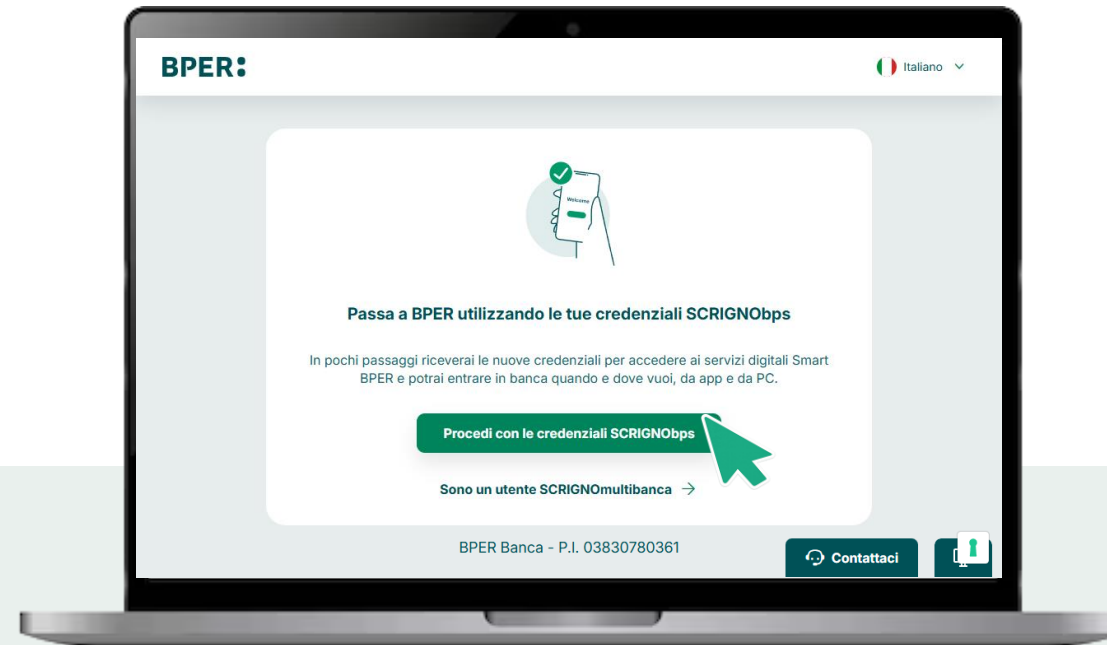 BPER:
Italiano
Welcome
Passa a BPER utilizzando le tue credenziali SCRIGNObps
In pochi passaggi riceverai le nuove credenziali per accedere ai servizi digitali Smart
BPER e potrai entrare in banca quando e dove vuoi, da app e da PC.
Procedi con le credenziali SCRIGNObps
Sono un utente SCRIGNOmultibanca →
BPER Banca - P.I. 03830780361
Contattaci